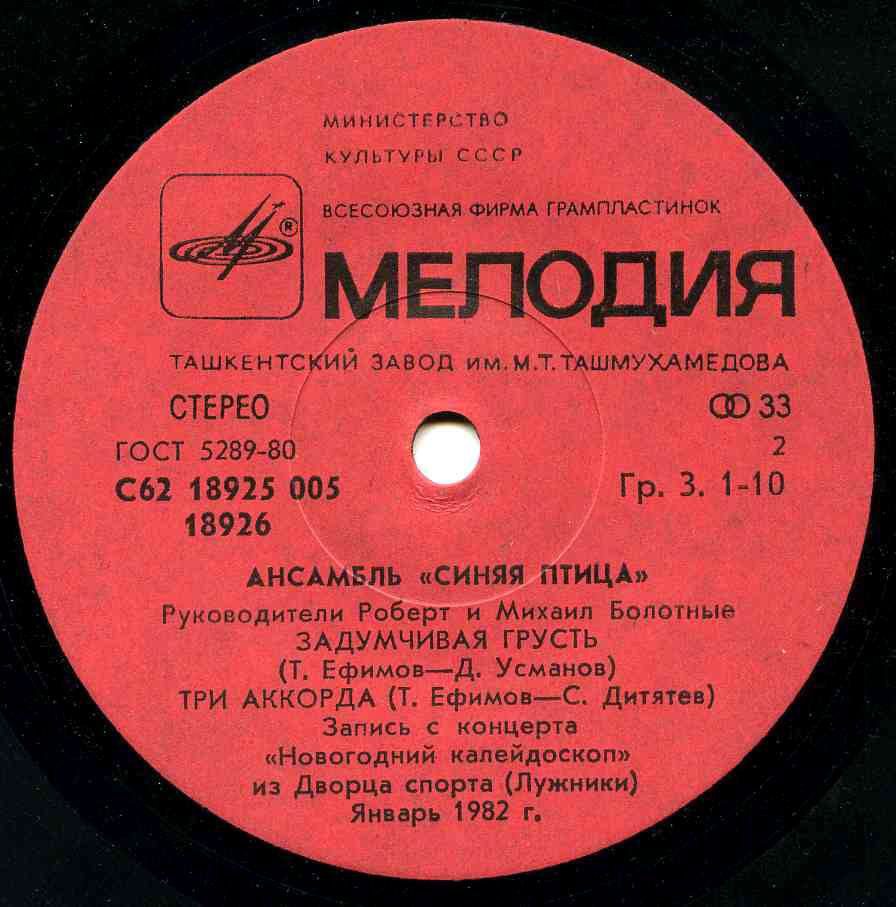 МИНИСТЕРСТВО
КУЛЬТУРЫ СССР
ВСЕСОЮЗНАЯ ФИРМА ГРАМПЛАСТИНОК
®
МЕЛОДИЯ
ТАШКЕНТСКИЙ ЗАВОД ИМ. М.Т. ТАШМУХАМЕДОВА
СТЕРЕО 33
ГОСТ 5289-80 2
С62 18925 005 Гр. 3. 1-10
18926
АНСАМБЛЬ «СИНЯЯ ПТИЦА»
Руководители Роберт и Михаил Болотные
ЗАДУМЧИВАЯ ГРУСТЬ
(Т. Ефимов—Д. Усманов)
ТРИ АККОРДА (Т. Ефимов—С. Дитятев)
Запись с концерта
«Новогодний калейдоскоп»
из Дворца спорта (Лужники)
Январь 1982 г.